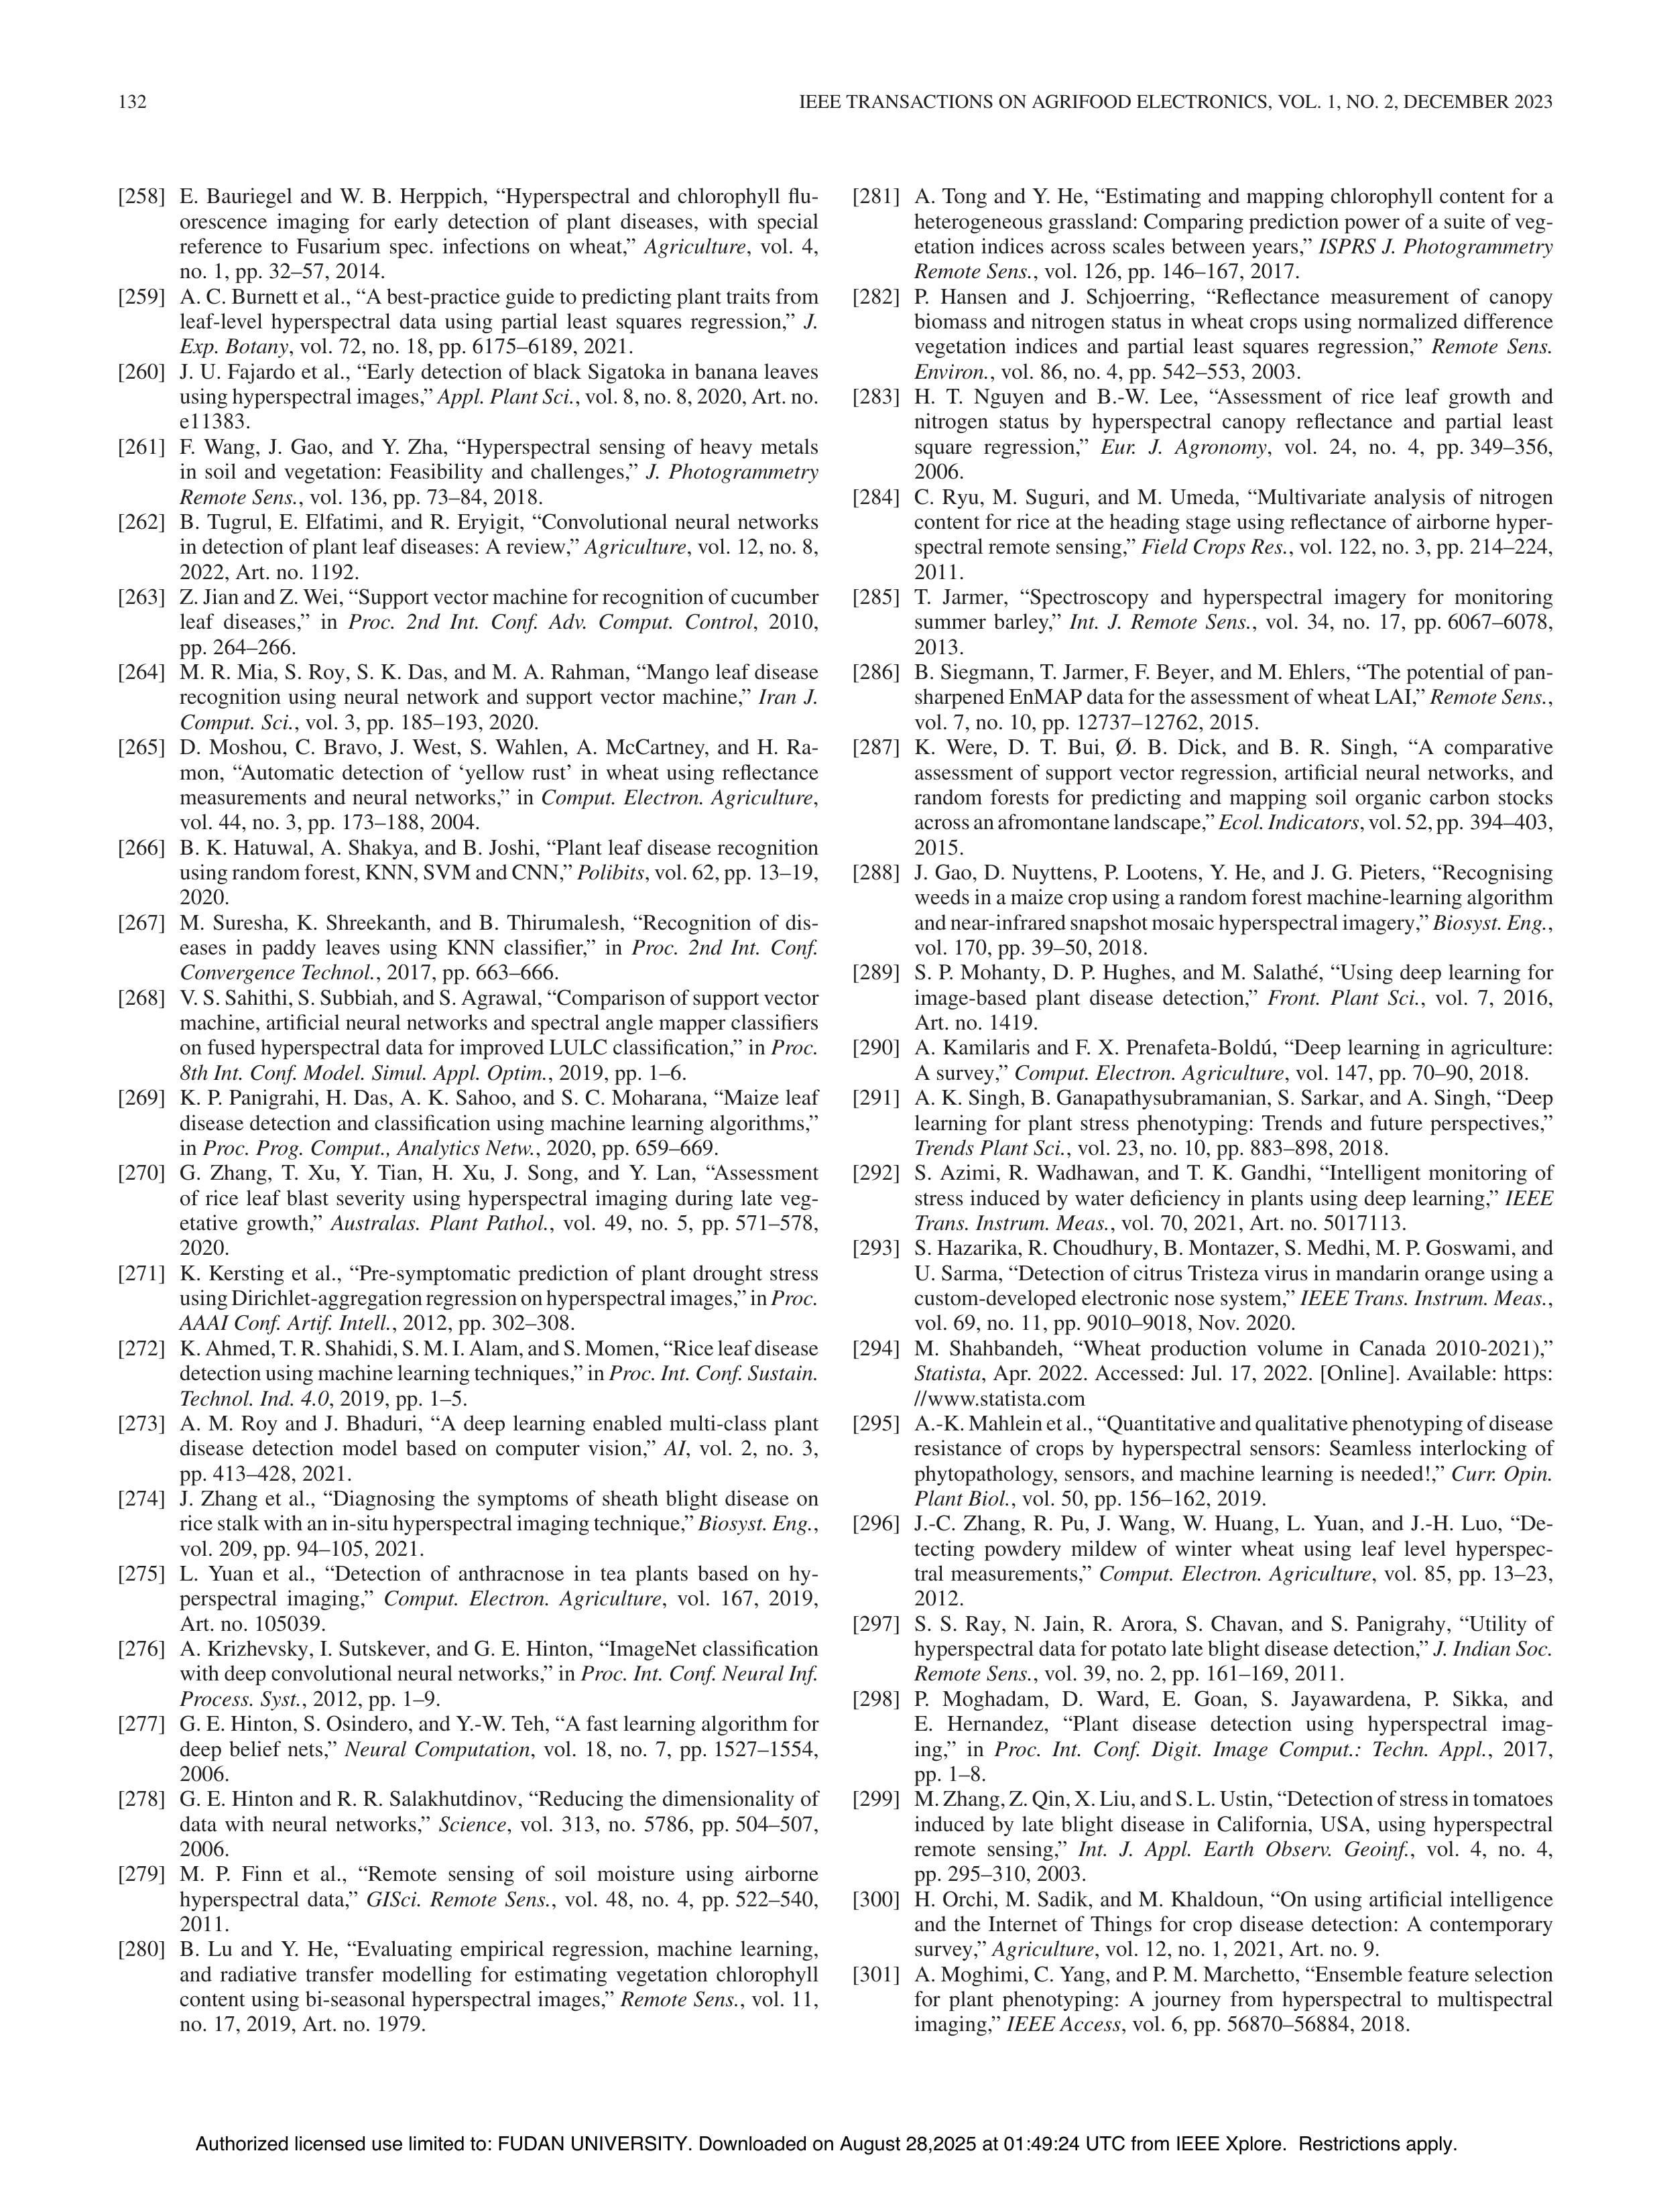 132
IEEE TRANSACTIONS ON AGRIFOOD ELECTRONICS, VOL. 1, NO. 2, DECEMBER 2023
[258] E. Bauriegel and W. B. Herppich, “Hyperspectral and chlorophyll flu-
orescence imaging for early detection of plant diseases, with special
reference to Fusarium spec. infections on wheat,” Agriculture, vol. 4,
no. 1, pp. 32–57, 2014.
[259] A. C. Burnett et al., “A best-practice guide to predicting plant traits from
leaf-level hyperspectral data using partial least squares regression,” J.
Exp. Botany, vol. 72, no. 18, pp. 6175–6189, 2021.
[260] J. U. Fajardo et al., “Early detection of black Sigatoka in banana leaves
using hyperspectral images,” Appl. Plant Sci., vol. 8, no. 8, 2020, Art. no.
e11383.
[261] F. Wang, J. Gao, and Y. Zha, “Hyperspectral sensing of heavy metals
in soil and vegetation: Feasibility and challenges,” J. Photogrammetry
Remote Sens., vol. 136, pp. 73–84, 2018.
[262] B. Tugrul, E. Elfatimi, and R. Eryigit, “Convolutional neural networks
in detection of plant leaf diseases: A review,” Agriculture, vol. 12, no. 8,
2022, Art. no. 1192.
[263] Z. Jian and Z. Wei, “Support vector machine for recognition of cucumber
leaf diseases,” in Proc. 2nd Int. Conf. Adv. Comput. Control, 2010,
pp. 264–266.
[264] M. R. Mia, S. Roy, S. K. Das, and M. A. Rahman, “Mango leaf disease
recognition using neural network and support vector machine,” Iran J.
Comput. Sci., vol. 3, pp. 185–193, 2020.
[265] D. Moshou, C. Bravo, J. West, S. Wahlen, A. McCartney, and H. Ra-
mon, “Automatic detection of ‘yellow rust’ in wheat using reflectance
measurements and neural networks,” in Comput. Electron. Agriculture,
vol. 44, no. 3, pp. 173–188, 2004.
[266] B. K. Hatuwal, A. Shakya, and B. Joshi, “Plant leaf disease recognition
using random forest, KNN, SVM and CNN,” Polibits, vol. 62, pp. 13–19,
2020.
[267] M. Suresha, K. Shreekanth, and B. Thirumalesh, “Recognition of dis-
eases in paddy leaves using KNN classifier,” in Proc. 2nd Int. Conf.
Convergence Technol., 2017, pp. 663–666.
[268] V. S. Sahithi, S. Subbiah, and S. Agrawal, “Comparison of support vector
machine, artificial neural networks and spectral angle mapper classifiers
on fused hyperspectral data for improved LULC classification,” in Proc.
8th Int. Conf. Model. Simul. Appl. Optim., 2019, pp. 1–6.
[269] K. P. Panigrahi, H. Das, A. K. Sahoo, and S. C. Moharana, “Maize leaf
disease detection and classification using machine learning algorithms,”
in Proc. Prog. Comput., Analytics Netw., 2020, pp. 659–669.
[270] G. Zhang, T. Xu, Y. Tian, H. Xu, J. Song, and Y. Lan, “Assessment
of rice leaf blast severity using hyperspectral imaging during late veg-
etative growth,” Australas. Plant Pathol., vol. 49, no. 5, pp. 571–578,
2020.
[271] K. Kersting et al., “Pre-symptomatic prediction of plant drought stress
using Dirichlet-aggregation regression on hyperspectral images,” in Proc.
AAAI Conf. Artif. Intell., 2012, pp. 302–308.
[272] K. Ahmed, T. R. Shahidi, S. M. I. Alam, and S. Momen, “Rice leaf disease
detection using machine learning techniques,” in Proc. Int. Conf. Sustain.
Technol. Ind. 4.0, 2019, pp. 1–5.
[273] A. M. Roy and J. Bhaduri, “A deep learning enabled multi-class plant
disease detection model based on computer vision,” AI, vol. 2, no. 3,
pp. 413–428, 2021.
[274] J. Zhang et al., “Diagnosing the symptoms of sheath blight disease on
rice stalk with an in-situ hyperspectral imaging technique,” Biosyst. Eng.,
vol. 209, pp. 94–105, 2021.
[275] L. Yuan et al., “Detection of anthracnose in tea plants based on hy-
perspectral imaging,” Comput. Electron. Agriculture, vol. 167, 2019,
Art. no. 105039.
[276] A. Krizhevsky, I. Sutskever, and G. E. Hinton, “ImageNet classification
with deep convolutional neural networks,” in Proc. Int. Conf. Neural Inf.
Process. Syst., 2012, pp. 1–9.
[277] G. E. Hinton, S. Osindero, and Y.-W. Teh, “A fast learning algorithm for
deep belief nets,” Neural Computation, vol. 18, no. 7, pp. 1527–1554,
2006.
[278] G. E. Hinton and R. R. Salakhutdinov, “Reducing the dimensionality of
data with neural networks,” Science, vol. 313, no. 5786, pp. 504–507,
2006.
[279] M. P. Finn et al., “Remote sensing of soil moisture using airborne
hyperspectral data,” GISci. Remote Sens., vol. 48, no. 4, pp. 522–540,
2011.
[280] B. Lu and Y. He, “Evaluating empirical regression, machine learning,
and radiative transfer modelling for estimating vegetation chlorophyll
content using bi-seasonal hyperspectral images,” Remote Sens., vol. 11,
no. 17, 2019, Art. no. 1979.
[281] A. Tong and Y. He, “Estimating and mapping chlorophyll content for a
heterogeneous grassland: Comparing prediction power of a suite of veg-
etation indices across scales between years,” ISPRS J. Photogrammetry
Remote Sens., vol. 126, pp. 146–167, 2017.
[282] P. Hansen and J. Schjoerring, “Reflectance measurement of canopy
biomass and nitrogen status in wheat crops using normalized difference
vegetation indices and partial least squares regression,” Remote Sens.
Environ., vol. 86, no. 4, pp. 542–553, 2003.
[283] H. T. Nguyen and B.-W. Lee, “Assessment of rice leaf growth and
nitrogen status by hyperspectral canopy reflectance and partial least
square regression,” Eur. J. Agronomy, vol. 24, no. 4, pp. 349–356,
2006.
[284] C. Ryu, M. Suguri, and M. Umeda, “Multivariate analysis of nitrogen
content for rice at the heading stage using reflectance of airborne hyper-
spectral remote sensing,” Field Crops Res., vol. 122, no. 3, pp. 214–224,
2011.
[285] T. Jarmer, “Spectroscopy and hyperspectral imagery for monitoring
summer barley,” Int. J. Remote Sens., vol. 34, no. 17, pp. 6067–6078,
2013.
[286] B. Siegmann, T. Jarmer, F. Beyer, and M. Ehlers, “The potential of pan-
sharpened EnMAP data for the assessment of wheat LAI,” Remote Sens.,
vol. 7, no. 10, pp. 12737–12762, 2015.
[287] K. Were, D. T. Bui, Ø. B. Dick, and B. R. Singh, “A comparative
assessment of support vector regression, artificial neural networks, and
random forests for predicting and mapping soil organic carbon stocks
across an afromontane landscape,” Ecol. Indicators, vol. 52, pp. 394–403,
2015.
[288] J. Gao, D. Nuyttens, P. Lootens, Y. He, and J. G. Pieters, “Recognising
weeds in a maize crop using a random forest machine-learning algorithm
and near-infrared snapshot mosaic hyperspectral imagery,” Biosyst. Eng.,
vol. 170, pp. 39–50, 2018.
[289] S. P. Mohanty, D. P. Hughes, and M. Salathé, “Using deep learning for
image-based plant disease detection,” Front. Plant Sci., vol. 7, 2016,
Art. no. 1419.
[290] A. Kamilaris and F. X. Prenafeta-Boldú, “Deep learning in agriculture:
A survey,” Comput. Electron. Agriculture, vol. 147, pp. 70–90, 2018.
[291] A. K. Singh, B. Ganapathysubramanian, S. Sarkar, and A. Singh, “Deep
learning for plant stress phenotyping: Trends and future perspectives,”
Trends Plant Sci., vol. 23, no. 10, pp. 883–898, 2018.
[292] S. Azimi, R. Wadhawan, and T. K. Gandhi, “Intelligent monitoring of
stress induced by water deficiency in plants using deep learning,” IEEE
Trans. Instrum. Meas., vol. 70, 2021, Art. no. 5017113.
[293] S. Hazarika, R. Choudhury, B. Montazer, S. Medhi, M. P. Goswami, and
U. Sarma, “Detection of citrus Tristeza virus in mandarin orange using a
custom-developed electronic nose system,” IEEE Trans. Instrum. Meas.,
vol. 69, no. 11, pp. 9010–9018, Nov. 2020.
[294] M. Shahbandeh, “Wheat production volume in Canada 2010-2021),”
Statista, Apr. 2022. Accessed: Jul. 17, 2022. [Online]. Available: https:
//www.statista.com
[295] A.-K. Mahlein et al., “Quantitative and qualitative phenotyping of disease
resistance of crops by hyperspectral sensors: Seamless interlocking of
phytopathology, sensors, and machine learning is needed!,” Curr. Opin.
Plant Biol., vol. 50, pp. 156–162, 2019.
[296] J.-C. Zhang, R. Pu, J. Wang, W. Huang, L. Yuan, and J.-H. Luo, “De-
tecting powdery mildew of winter wheat using leaf level hyperspec-
tral measurements,” Comput. Electron. Agriculture, vol. 85, pp. 13–23,
2012.
[297] S. S. Ray, N. Jain, R. Arora, S. Chavan, and S. Panigrahy, “Utility of
hyperspectral data for potato late blight disease detection,” J. Indian Soc.
Remote Sens., vol. 39, no. 2, pp. 161–169, 2011.
[298] P. Moghadam, D. Ward, E. Goan, S. Jayawardena, P. Sikka, and
E. Hernandez, “Plant disease detection using hyperspectral imag-
ing,” in Proc. Int. Conf. Digit. Image Comput.: Techn. Appl., 2017,
pp. 1–8.
[299] M. Zhang, Z. Qin, X. Liu, and S. L. Ustin, “Detection of stress in tomatoes
induced by late blight disease in California, USA, using hyperspectral
remote sensing,” Int. J. Appl. Earth Observ. Geoinf., vol. 4, no. 4,
pp. 295–310, 2003.
[300] H. Orchi, M. Sadik, and M. Khaldoun, “On using artificial intelligence
and the Internet of Things for crop disease detection: A contemporary
survey,” Agriculture, vol. 12, no. 1, 2021, Art. no. 9.
[301] A. Moghimi, C. Yang, and P. M. Marchetto, “Ensemble feature selection
for plant phenotyping: A journey from hyperspectral to multispectral
imaging,” IEEE Access, vol. 6, pp. 56870–56884, 2018.
Authorized licensed use limited to: FUDAN UNIVERSITY. Downloaded on August 28,2025 at 01:49:24 UTC from IEEE Xplore. Restrictions apply.